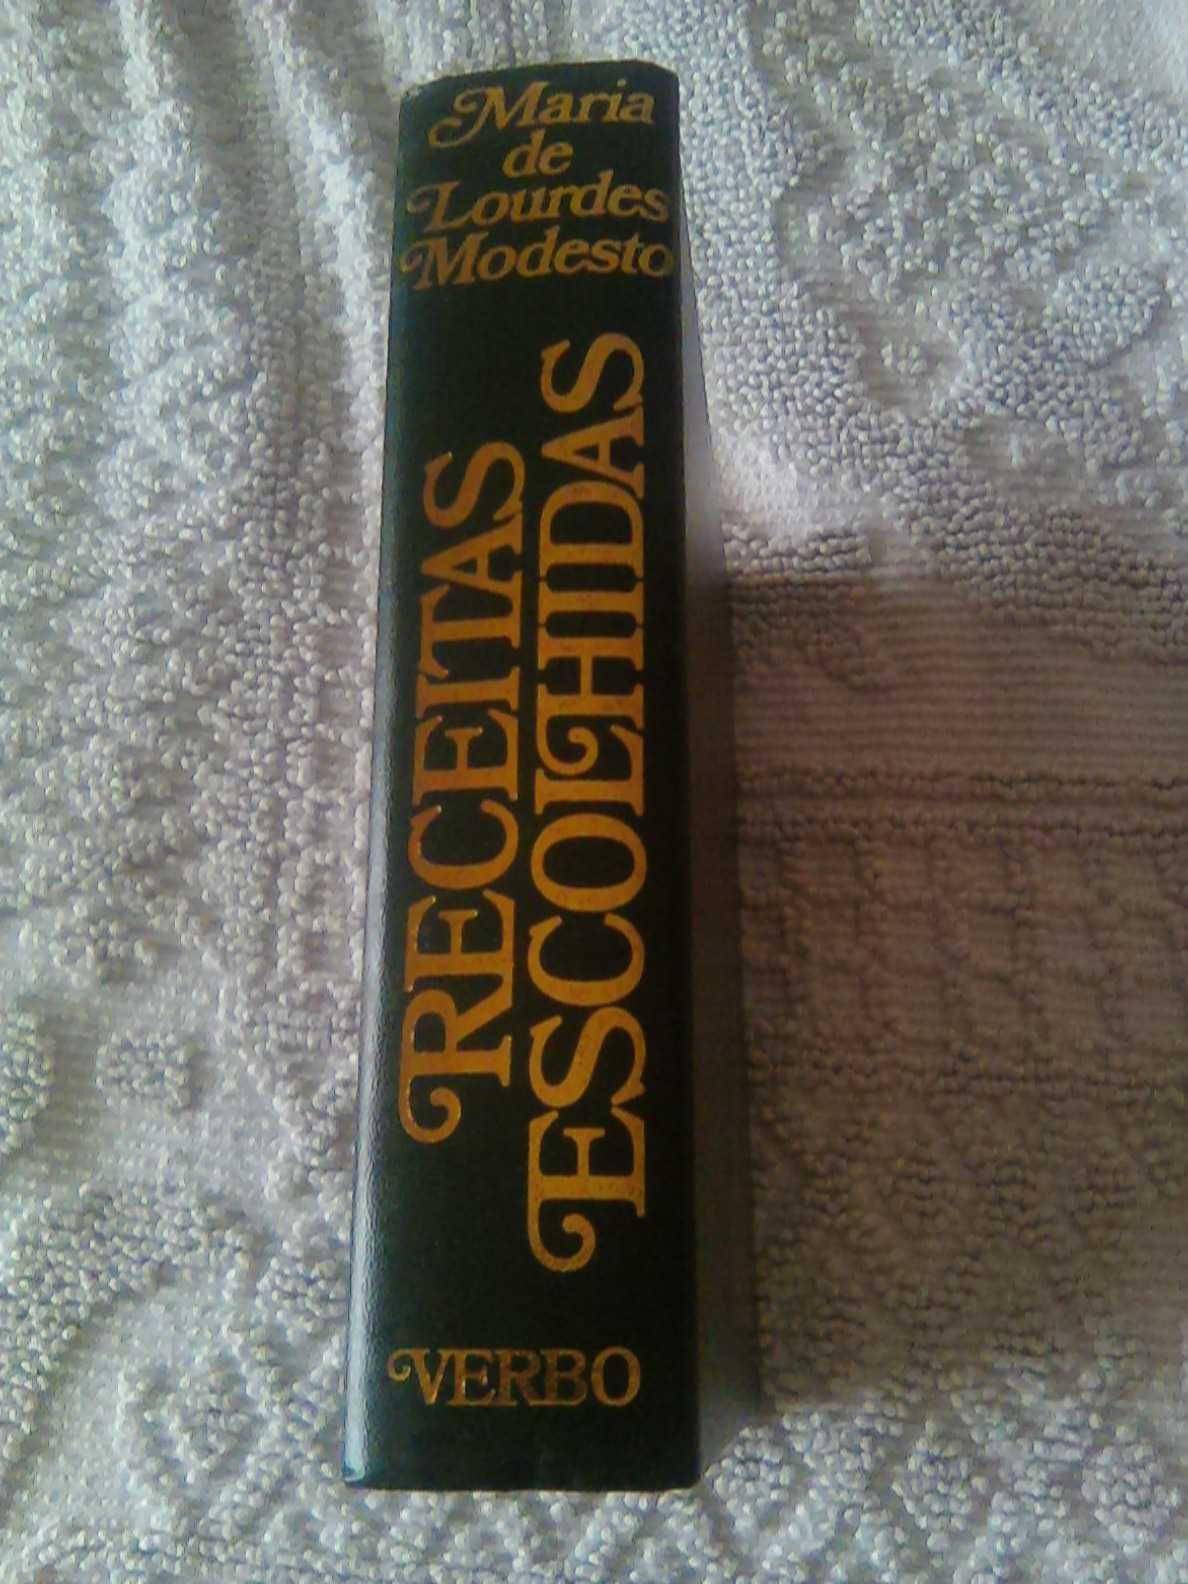 Maria
de
Lourdes
Modesto
RECEITAS
ESCOLHIDAS
VERBO